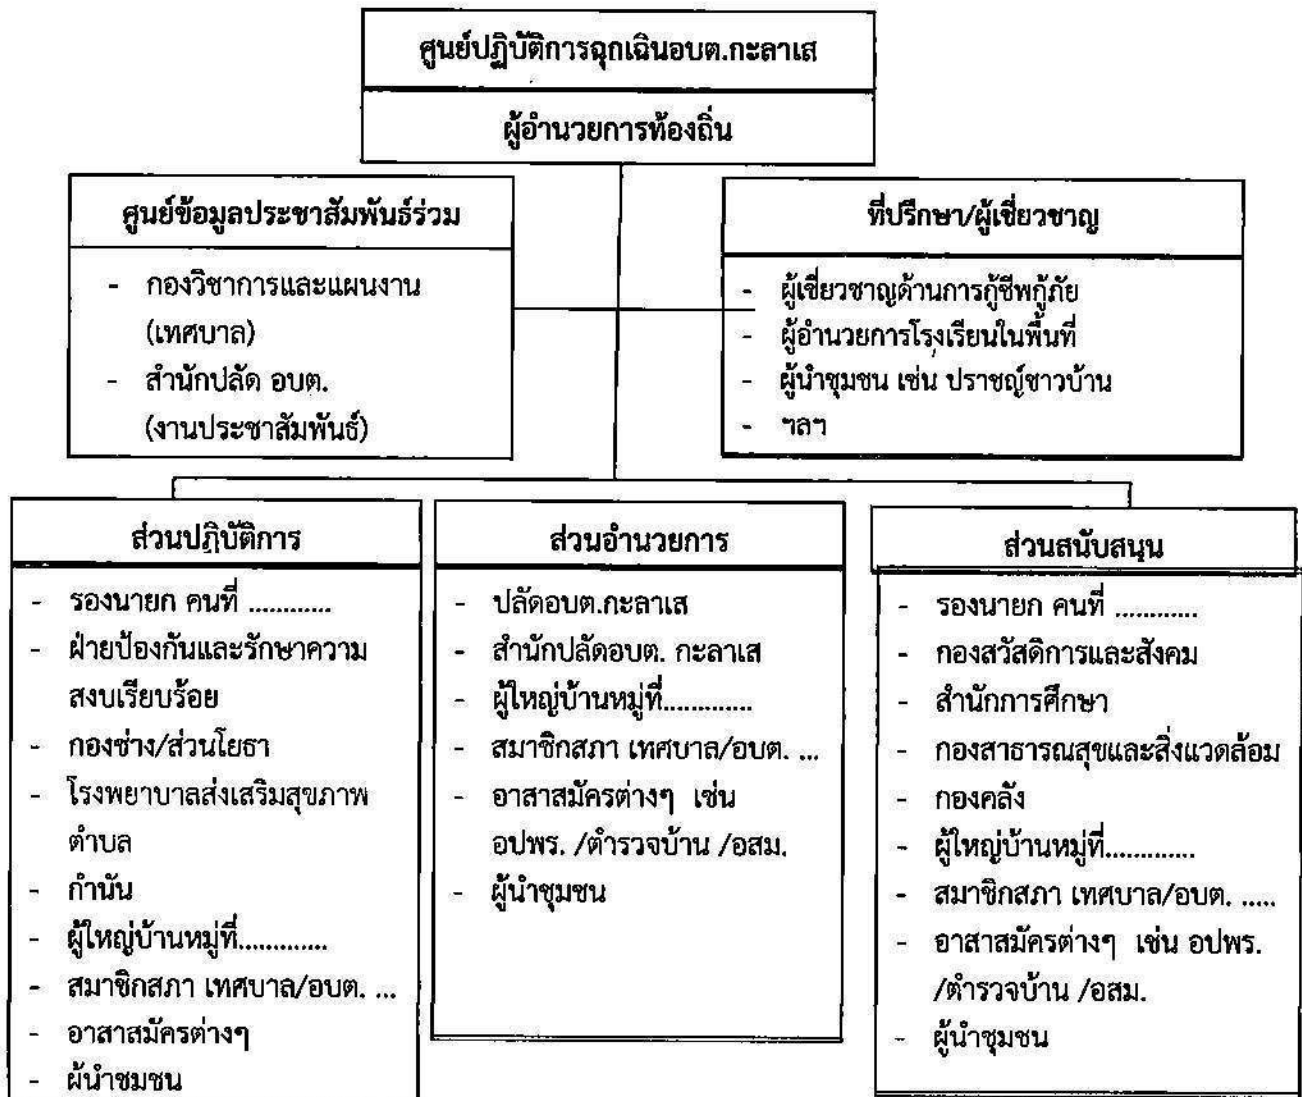 ศูนย์ปฏิบัติการฉุกเฉินอบต.กะลาเส
ผู้อำนวยการท้องถิ่น
ศูนย์ข้อมูลประชาสัมพันธ์ร่วม
- กองวิชาการและแผนงาน
(เทศบาล)
- สำนักปลัด อบต.
(งานประชาสัมพันธ์)
ที่ปรึกษา/ผู้เชี่ยวชาญ
- ผู้เชี่ยวชาญด้านการกู้ชีพกู้ภัย
- ผู้อำนวยการโรงเรียนในพื้นที่
- ผู้นำชุมชน เช่น ปราชญ์ชาวบ้าน
- ฯลฯ
ส่วนปฏิบัติการ
- รองนายก คนที่ ............
- ฝ่ายป้องกันและรักษาความ
สงบเรียบร้อย
- กองช่าง/ส่วนโยธา
- โรงพยาบาลส่งเสริมสุขภาพ
ตำบล
- กำนัน
- ผู้ใหญ่บ้านหมู่ที่.............
- สมาชิกสภา เทศบาล/อบต. ...
- อาสาสมัครต่างๆ
- ผู้นำชุมชน
ส่วนอำนวยการ
- ปลัดอบต.กะลาเส
- สำนักปลัดอบต. กะลาเส
- ผู้ใหญ่บ้านหมู่ที่.............
- สมาชิกสภา เทศบาล/อบต. ...
- อาสาสมัครต่างๆ เช่น
อปพร. /ตำรวจบ้าน /อสม.
- ผู้นำชุมชน
ส่วนสนับสนุน
- รองนายก คนที่ ............
- กองสวัสดิการและสังคม
- สำนักการศึกษา
- กองสาธารณสุขและสิ่งแวดล้อม
- กองคลัง
- ผู้ใหญ่บ้านหมู่ที่.............
- สมาชิกสภา เทศบาล/อบต. .....
- อาสาสมัครต่างๆ เช่น อปพร.
/ตำรวจบ้าน /อสม.
- ผู้นำชุมชน